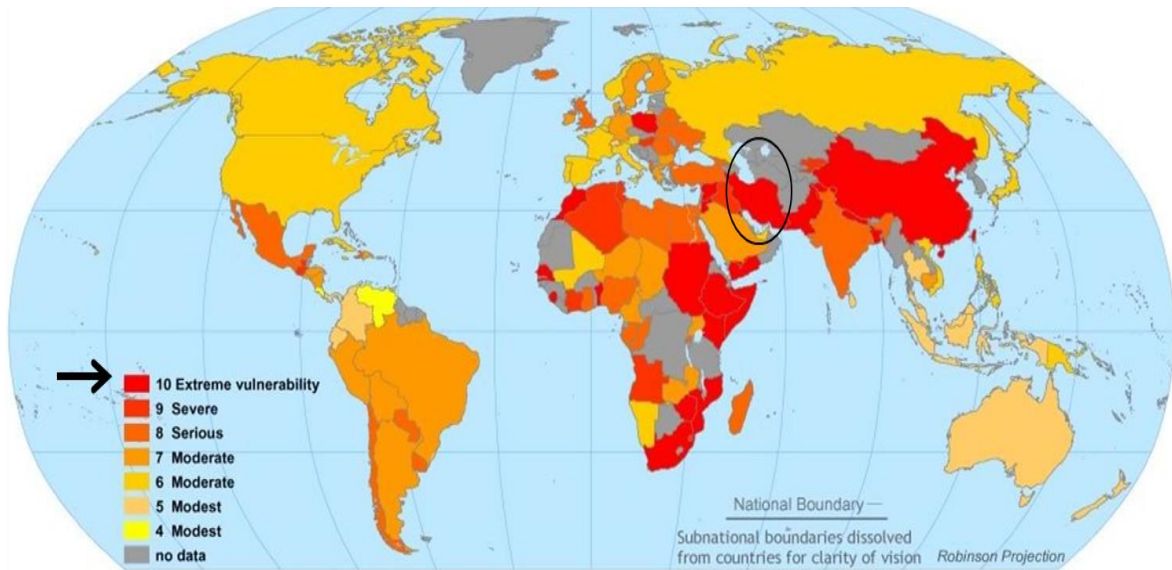 10 Extreme vulnerability
9 Severe
8 Serious
7 Moderate
6 Moderate
5 Modest
4 Modest
no data
National Boundary —
Subnational boundaries dissolved
from countries for clarity of vision
Robinson Projection